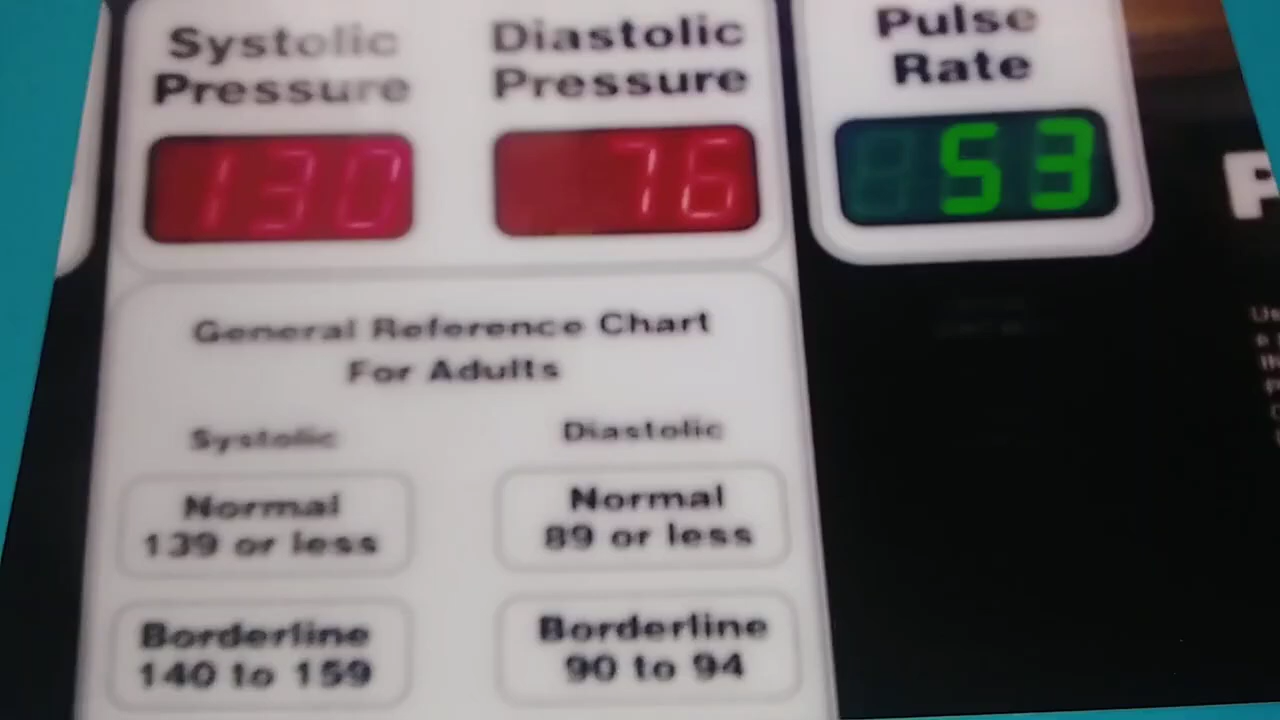 Systolic Pressure
130
Diastolic Pressure
76
Pulse Rate
53
General Reference Chart
For Adults
Systolic
Diastolic
Normal
139 or less
Normal
89 or less
Borderline
140 to 159
Borderline
90 to 94